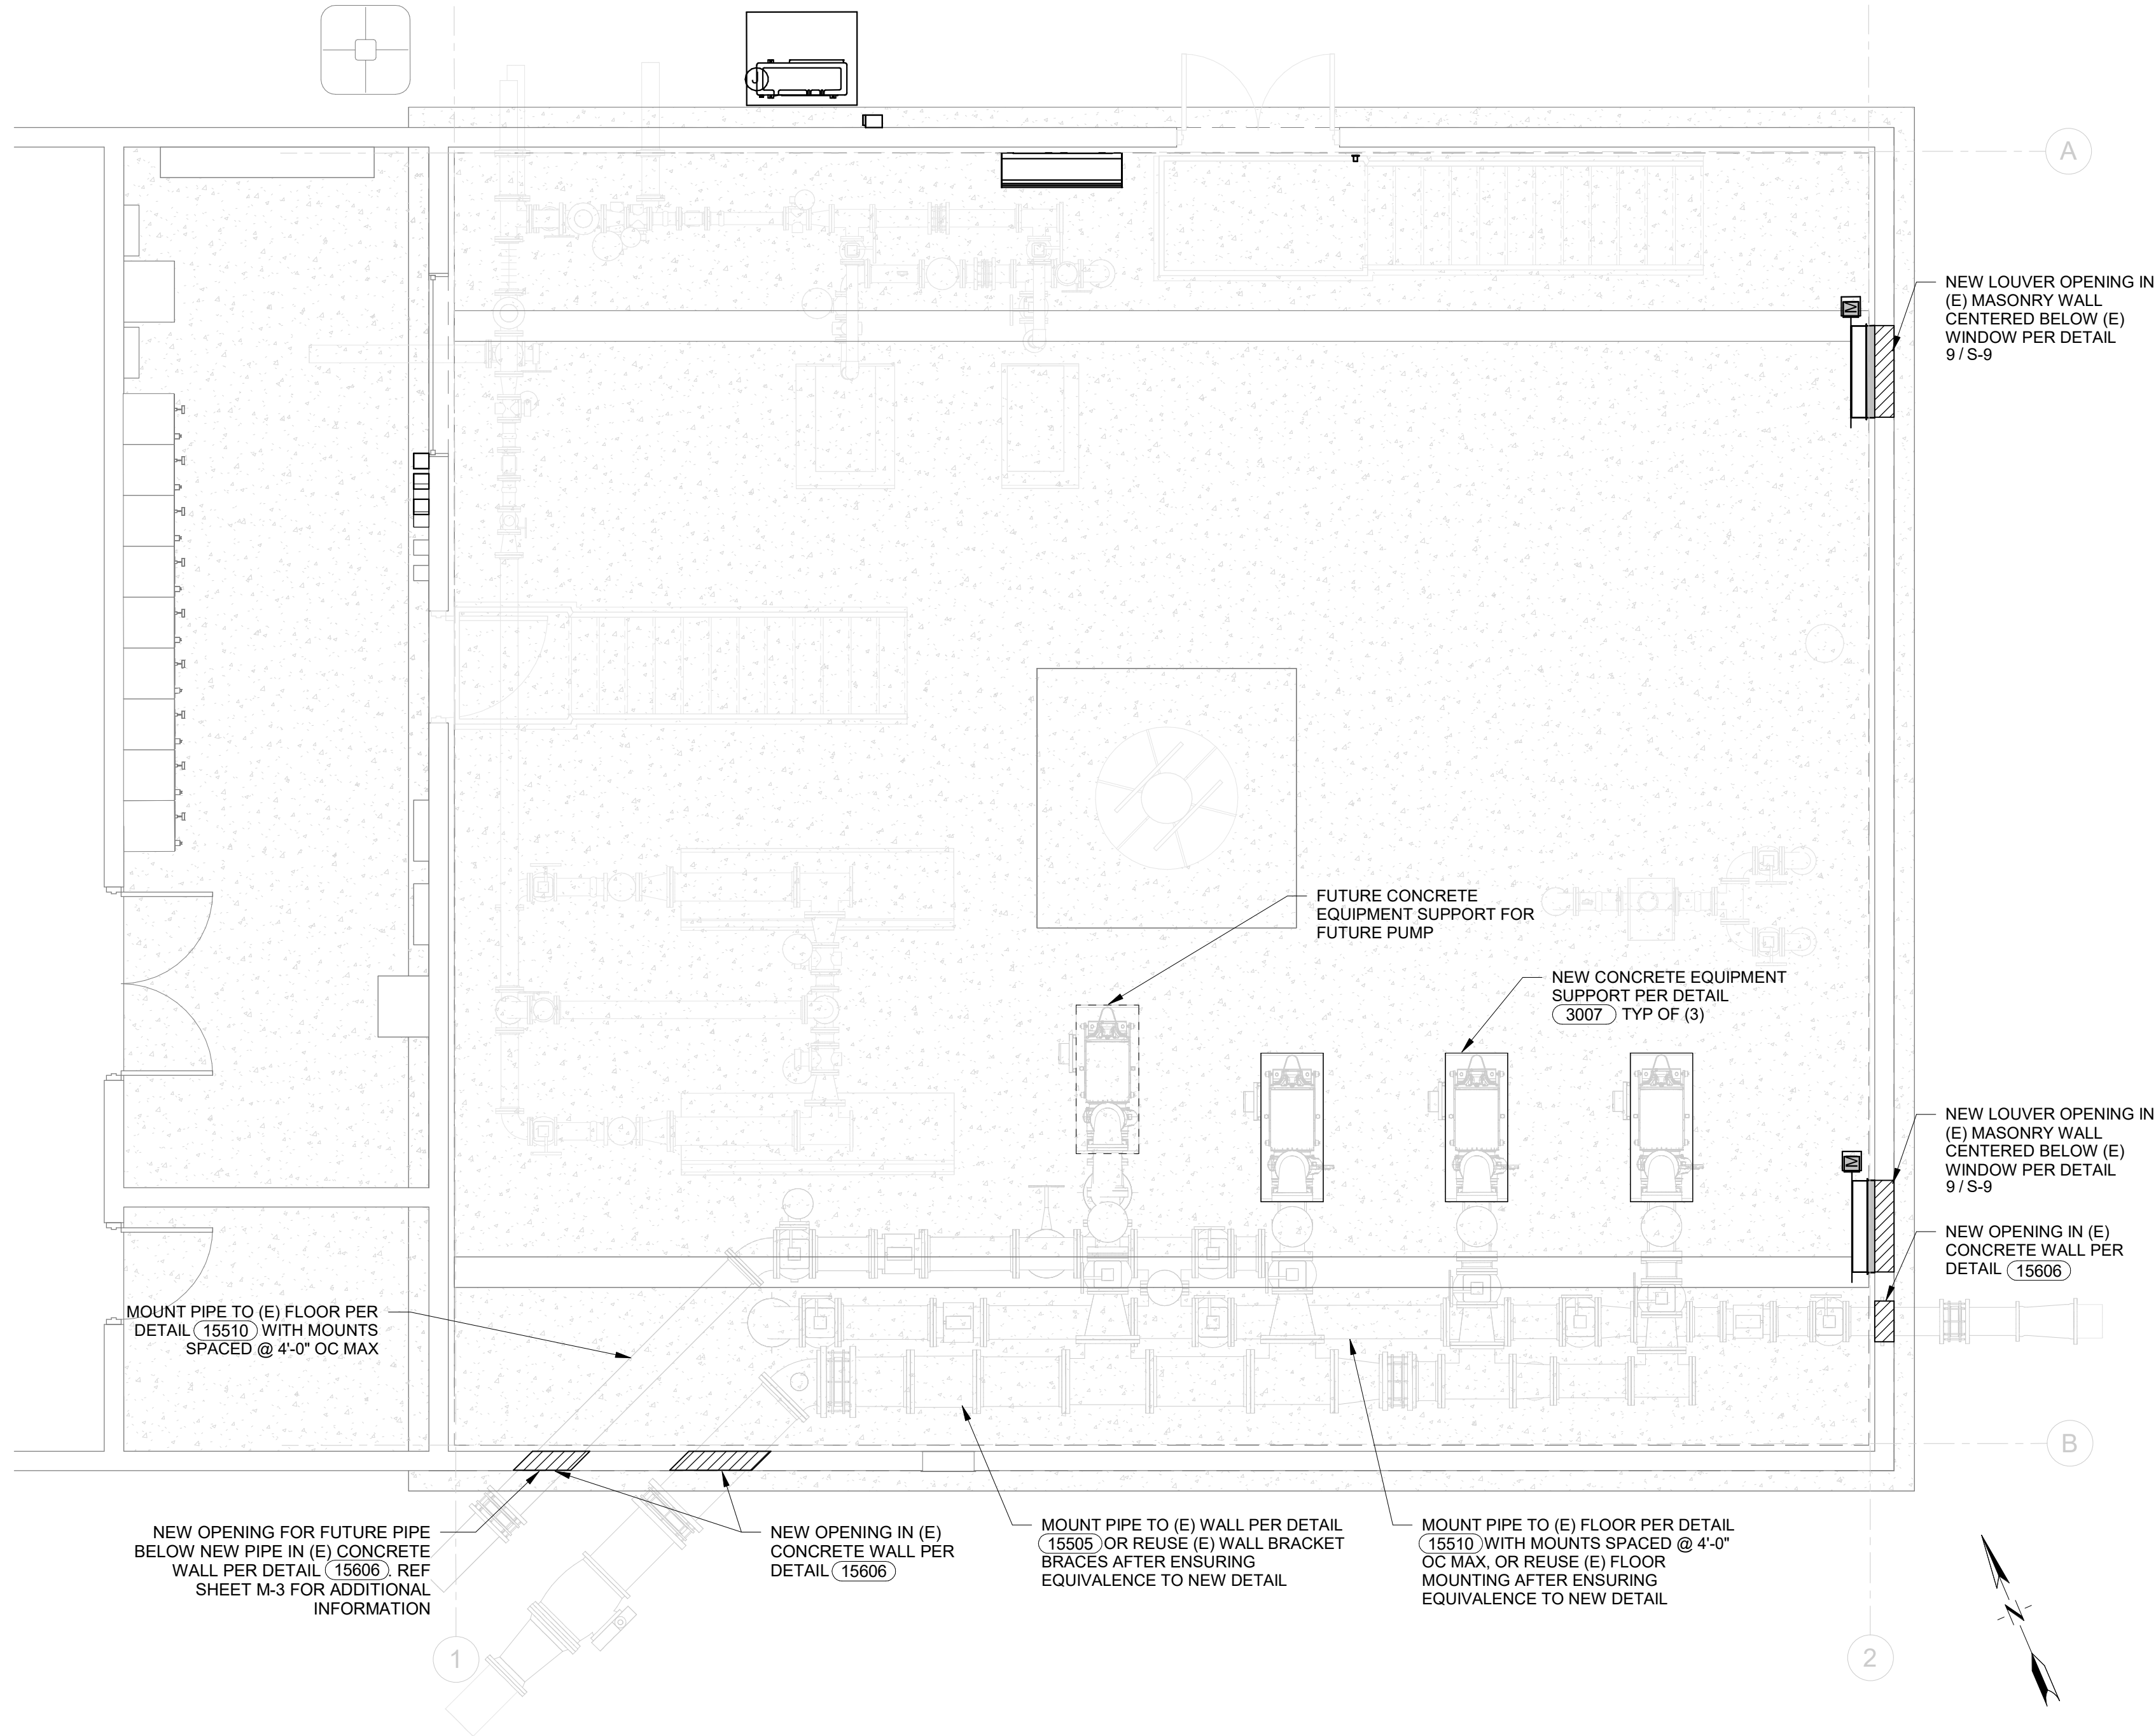 J
A
NEW LOUVER OPENING IN
(E) MASONRY WALL
CENTERED BELOW (E)
WINDOW PER DETAIL
9 / S-9
M
FUTURE CONCRETE
EQUIPMENT SUPPORT FOR
FUTURE PUMP
NEW CONCRETE EQUIPMENT
SUPPORT PER DETAIL
3007 TYP OF (3)
NEW LOUVER OPENING IN
(E) MASONRY WALL
CENTERED BELOW (E)
WINDOW PER DETAIL
9 / S-9
M
NEW OPENING IN (E)
CONCRETE WALL PER
DETAIL 15606
MOUNT PIPE TO (E) FLOOR PER
DETAIL 15510 WITH MOUNTS
SPACED @ 4'-0" OC MAX
B
NEW OPENING FOR FUTURE PIPE
BELOW NEW PIPE IN (E) CONCRETE
WALL PER DETAIL 15606. REF
SHEET M-3 FOR ADDITIONAL
INFORMATION
NEW OPENING IN (E)
CONCRETE WALL PER
DETAIL 15606
MOUNT PIPE TO (E) WALL PER DETAIL
15505 OR REUSE (E) WALL BRACKET
BRACES AFTER ENSURING
EQUIVALENCE TO NEW DETAIL
MOUNT PIPE TO (E) FLOOR PER DETAIL
15510 WITH MOUNTS SPACED @ 4'-0"
OC MAX, OR REUSE (E) FLOOR
MOUNTING AFTER ENSURING
EQUIVALENCE TO NEW DETAIL
1
2
N